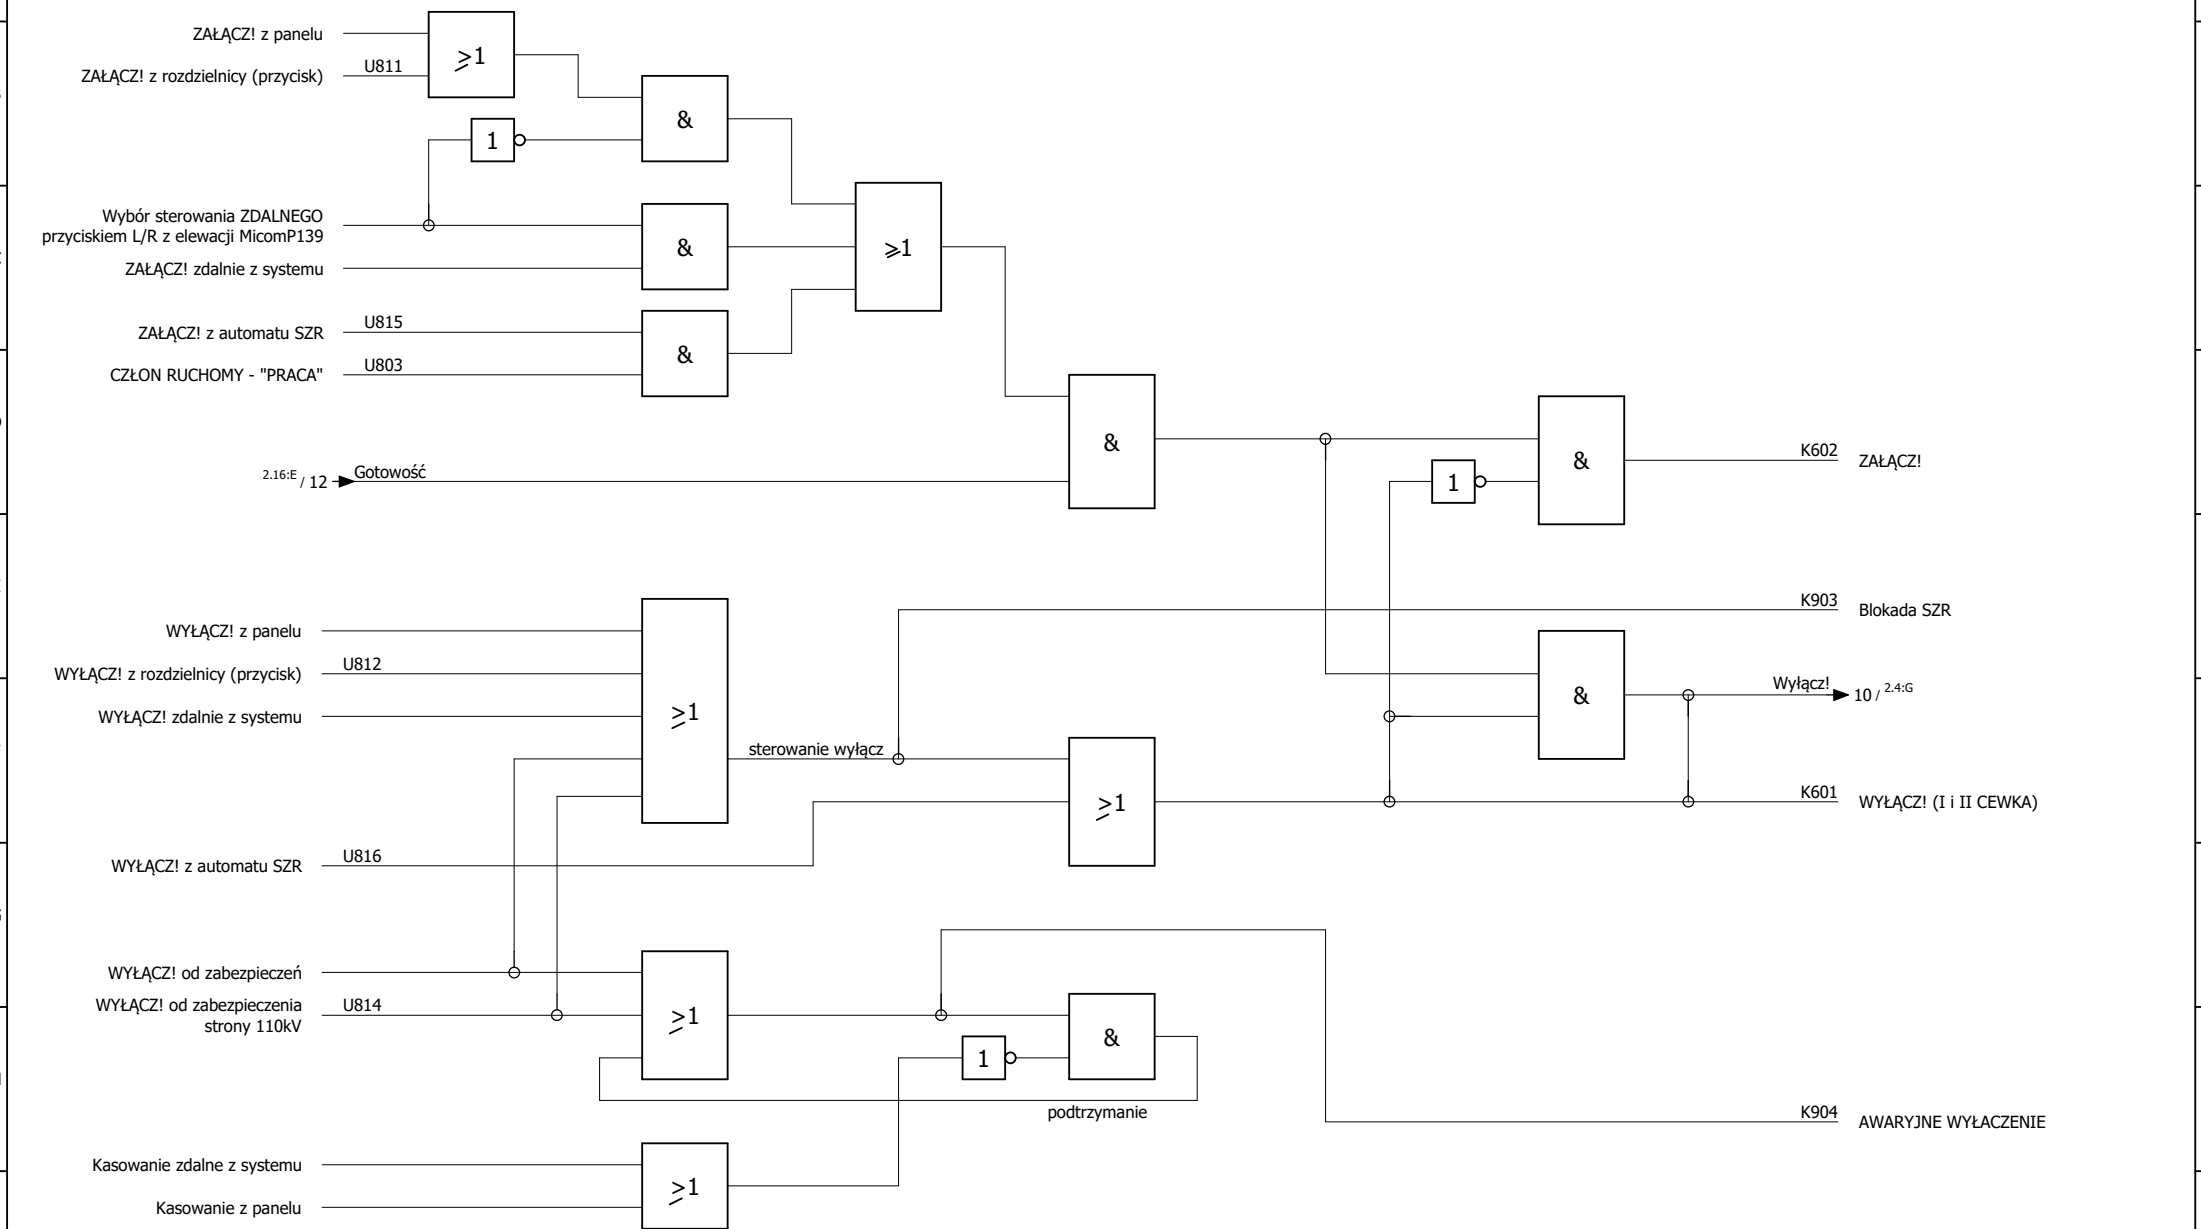 ZAŁĄCZ! z panelu
≥1
ZAŁĄCZ! z rozdzielnicy (przycisk)
U811
&
1
Wybór sterowania ZDALNEGO
przyciskiem L/R z elewacji MicomP139
&
≥1
ZAŁĄCZ! zdalnie z systemu
ZAŁĄCZ! z automatu SZR
U815
&
CZŁON RUCHOMY - "PRACA"
U803
&
2.16:E / 12
Gotowość
&
1
K602
ZAŁĄCZ!
K903
Blokada SZR
WYŁĄCZ! z panelu
WYŁĄCZ! z rozdzielnicy (przycisk)
U812
WYŁĄCZ! zdalnie z systemu
≥1
&
Wyłącz!
10 / 2.4:G
sterowanie wyłącz
≥1
K601
WYŁĄCZ! (I i II CEWKA)
WYŁĄCZ! z automatu SZR
U816
WYŁĄCZ! od zabezpieczeń
WYŁĄCZ! od zabezpieczenia
strony 110kV
U814
≥1
&
1
podtrzymanie
K904
AWARYJNE WYŁACZENIE
Kasowanie zdalne z systemu
≥1
Kasowanie z panelu